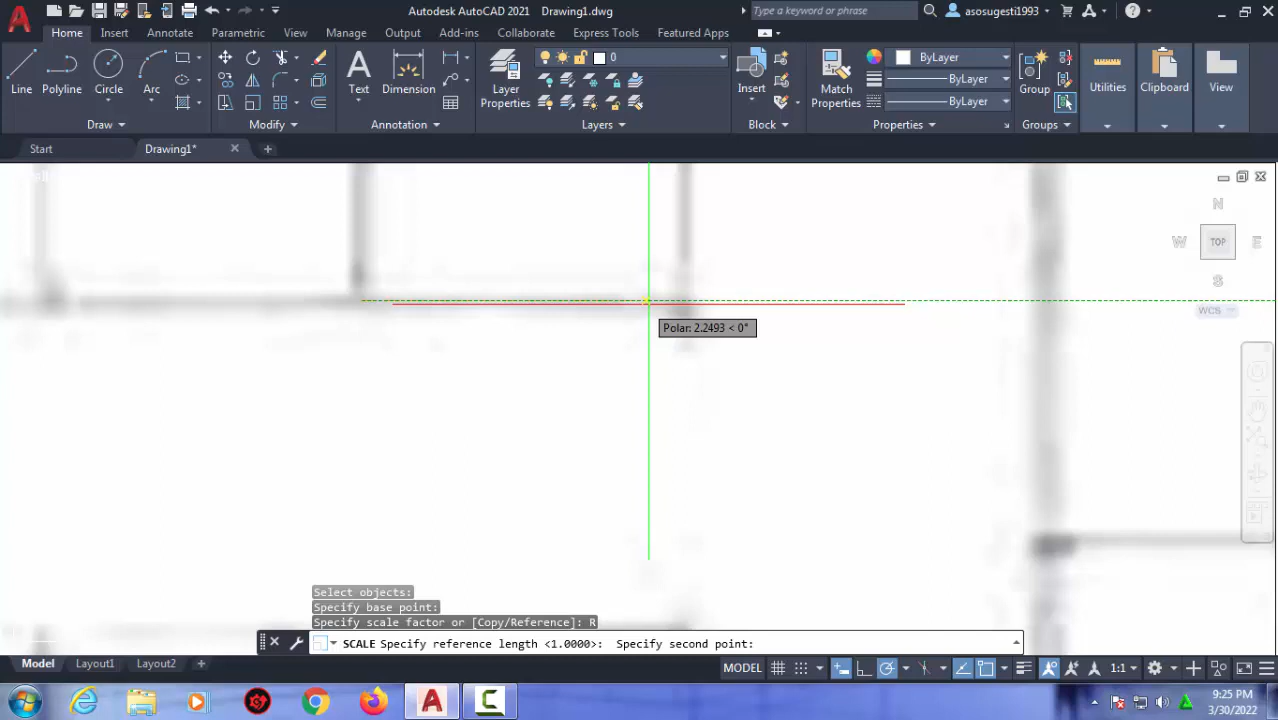 Autodesk AutoCAD 2021 Drawing1.dwg
Type a keyword or phrase
asosugesti1993
Home Insert Annotate Parametric View Manage Output Add-ins Collaborate Express Tools Featured Apps
Line Polyline Circle Arc
Draw
Modify
Text Dimension
Annotation
Layer Properties
0
Layers
Insert
Block
Match Properties
ByLayer
ByLayer
ByLayer
Properties
Group
Groups
Utilities
Clipboard
View
Start
Drawing1*
N
W TOP E
S
WCS
Polar: 2.2493 < 0°
Select objects:
Specify base point:
Specify scale factor or [Copy/Reference]: R
SCALE Specify reference length <1.0000>: Specify second point:
Model Layout1 Layout2
MODEL
1:1
9:25 PM
3/30/2022